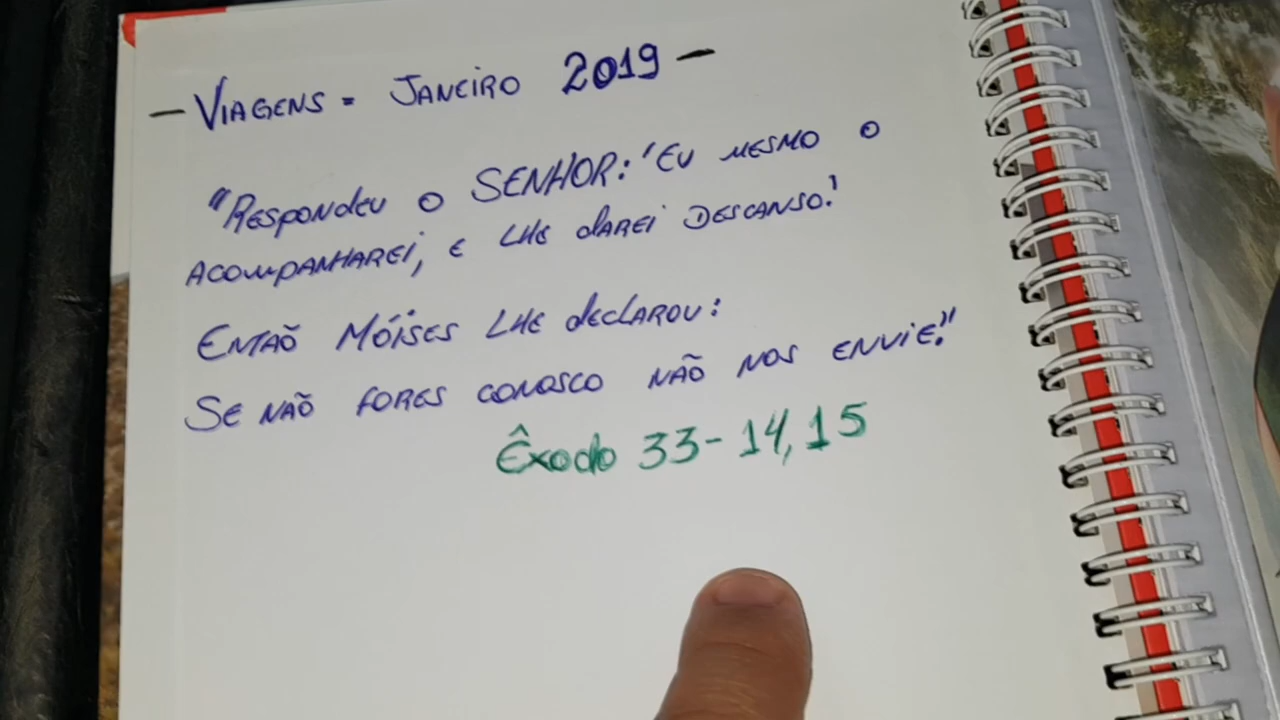 - VIAGENS = JANEIRO 2019 -
"RESPONDEU O SENHOR: 'EU MESMO O
ACOMPANHAREI, E LHE DAREI DESCANSO.'
ENTÃO MÓISES LHE DECLAROU:
SE NÃO FORES CONOSCO NÃO NOS ENVIE."
Êxodo 33-14,15